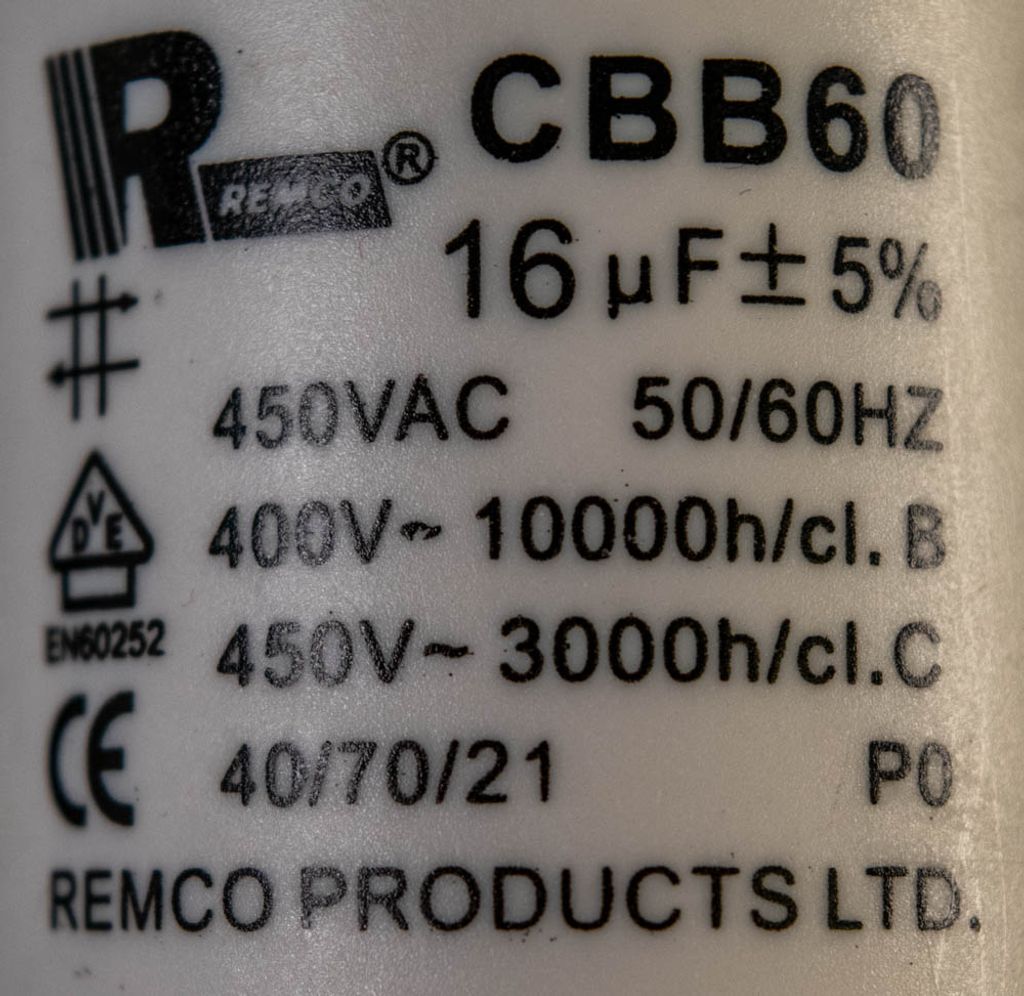 R REMCO ® CBB60
16 µF ± 5%
450VAC 50/60HZ
400V~ 10000h/cl. B
VDE
EN60252
450V~ 3000h/cl.C
CE 40/70/21 P0
REMCO PRODUCTS LTD.